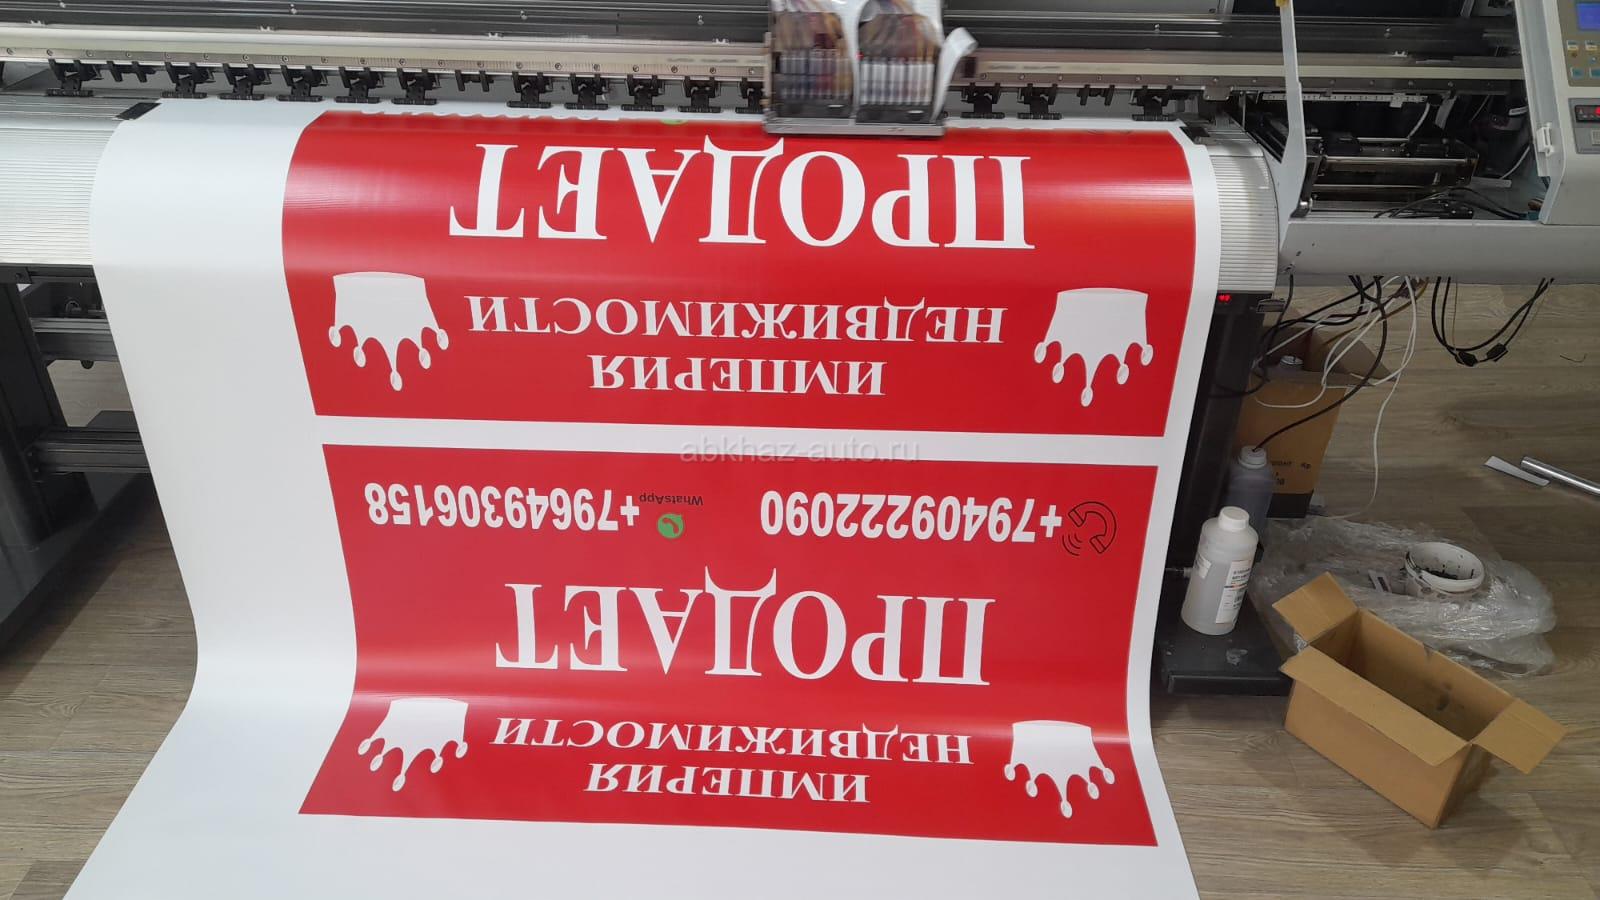 ИМПЕРИЯ
НЕДВИЖИМОСТИ
ПРОДАЕТ
+79409222090
WhatsApp
+79649306158
ИМПЕРИЯ
НЕДВИЖИМОСТИ
ПРОДАЕТ
abkhaz-auto.ru